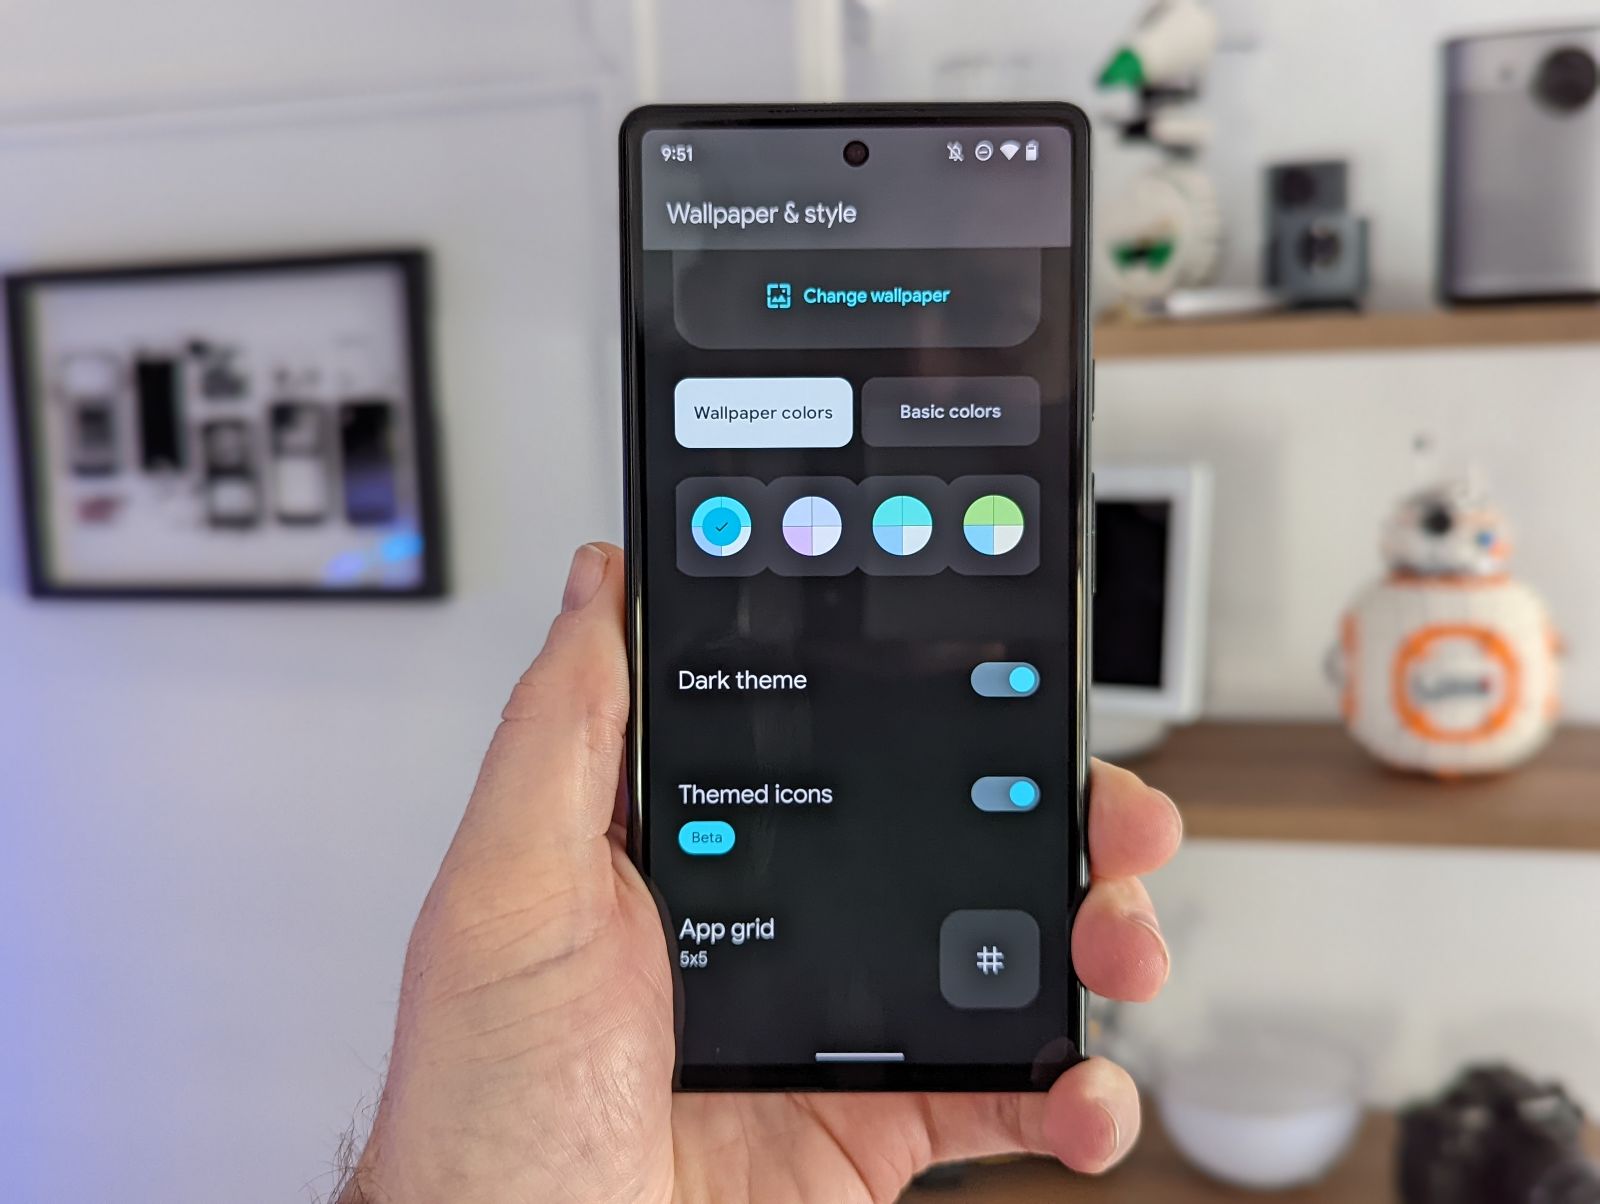 9:51
Wallpaper & style
Change wallpaper
Wallpaper colors
Basic colors
Dark theme
Themed icons
Beta
App grid
5x5